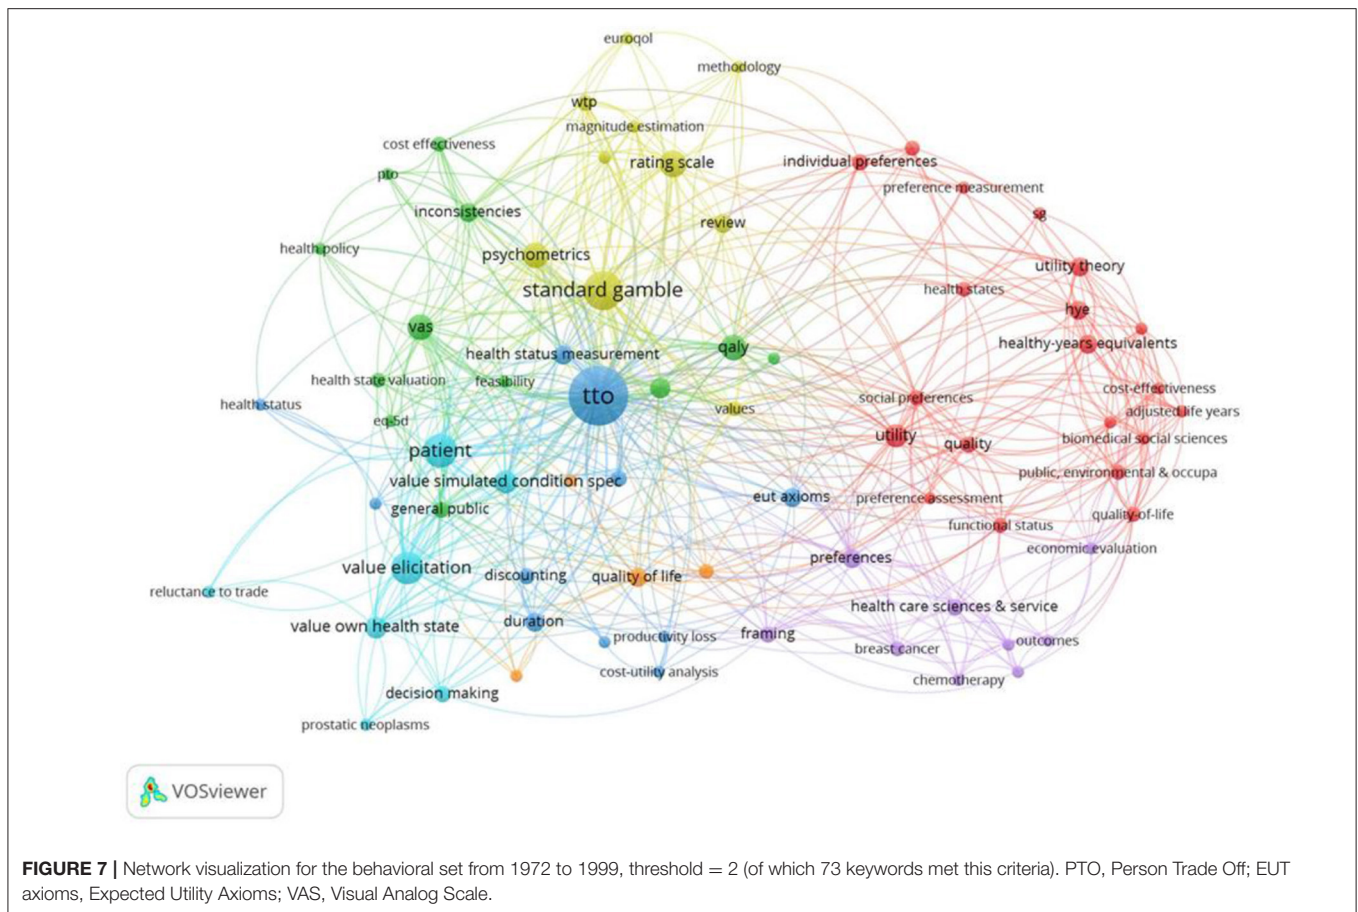 euroqol
methodology
wtp
magnitude estimation
cost effectiveness
rating scale
individual preferences
pto
preference measurement
inconsistencies
sg
review
health policy
psychometrics
utility theory
standard gamble
health states
hye
vas
healthy-years equivalents
qaly
health status measurement
health state valuation
feasibility
cost-effectiveness
tto
social preferences
health status
values
adjusted life years
eq-5d
utility
quality
biomedical social sciences
patient
public, environmental & occupa
value simulated condition spec
eut axioms
preference assessment
general public
quality-of-life
functional status
economic evaluation
preferences
value elicitation
discounting
quality of life
reluctance to trade
health care sciences & service
duration
value own health state
productivity loss
framing
outcomes
breast cancer
cost-utility analysis
chemotherapy
decision making
prostatic neoplasms
VOSviewer
FIGURE 7 | Network visualization for the behavioral set from 1972 to 1999, threshold = 2 (of which 73 keywords met this criteria). PTO, Person Trade Off; EUT
axioms, Expected Utility Axioms; VAS, Visual Analog Scale.